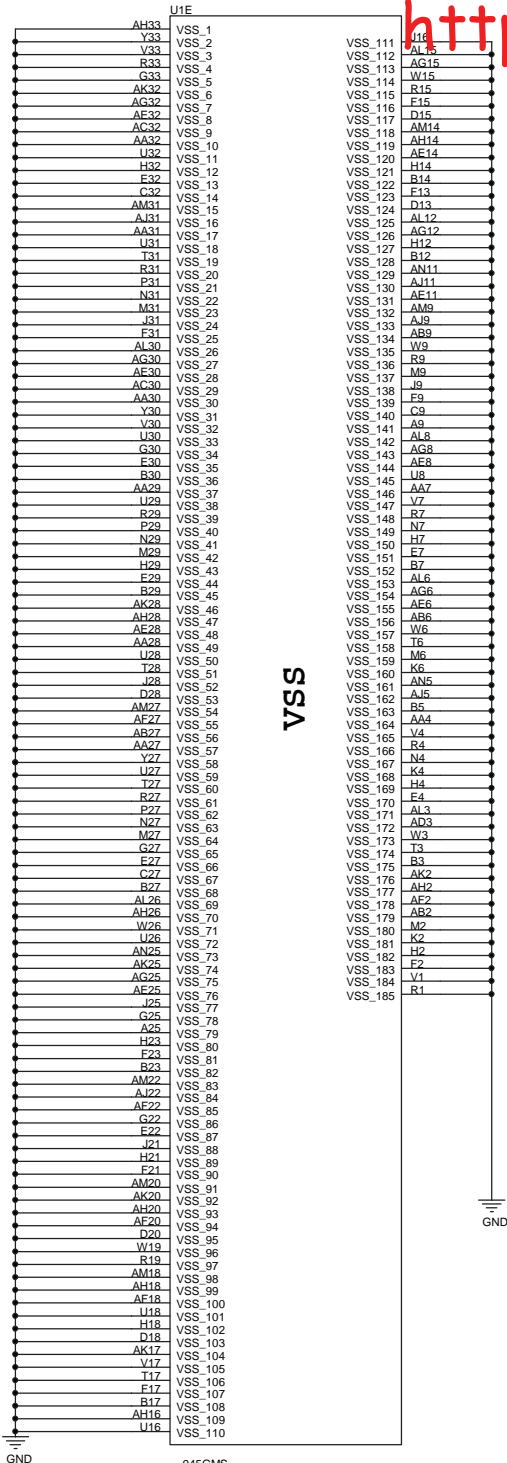 U1E
AH33 VSS_1
Y33 VSS_2
V33 VSS_3
R33 VSS_4
G33 VSS_5
AK32 VSS_6
AG32 VSS_7
AE32 VSS_8
AC32 VSS_9
AA32 VSS_10
U32 VSS_11
H32 VSS_12
E32 VSS_13
C32 VSS_14
AM31 VSS_15
AJ31 VSS_16
AA31 VSS_17
U31 VSS_18
T31 VSS_19
R31 VSS_20
P31 VSS_21
N31 VSS_22
M31 VSS_23
J31 VSS_24
F31 VSS_25
AL30 VSS_26
AG30 VSS_27
AE30 VSS_28
AC30 VSS_29
AA30 VSS_30
Y30 VSS_31
V30 VSS_32
U30 VSS_33
G30 VSS_34
E30 VSS_35
B30 VSS_36
AA29 VSS_37
U29 VSS_38
R29 VSS_39
P29 VSS_40
N29 VSS_41
M29 VSS_42
H29 VSS_43
E29 VSS_44
B29 VSS_45
AK28 VSS_46
AH28 VSS_47
AE28 VSS_48
AA28 VSS_49
U28 VSS_50
T28 VSS_51
J28 VSS_52
D28 VSS_53
AM27 VSS_54
AF27 VSS_55
AB27 VSS_56
AA27 VSS_57
Y27 VSS_58
U27 VSS_59
T27 VSS_60
R27 VSS_61
P27 VSS_62
N27 VSS_63
M27 VSS_64
G27 VSS_65
E27 VSS_66
C27 VSS_67
B27 VSS_68
AL26 VSS_69
AH26 VSS_70
W26 VSS_71
U26 VSS_72
AN25 VSS_73
AK25 VSS_74
AG25 VSS_75
AE25 VSS_76
J25 VSS_77
G25 VSS_78
A25 VSS_79
H23 VSS_80
F23 VSS_81
B23 VSS_82
AM22 VSS_83
AJ22 VSS_84
AF22 VSS_85
G22 VSS_86
E22 VSS_87
J21 VSS_88
H21 VSS_89
F21 VSS_90
AM20 VSS_91
AK20 VSS_92
AH20 VSS_93
AF20 VSS_94
D20 VSS_95
W19 VSS_96
R19 VSS_97
AM18 VSS_98
AH18 VSS_99
AF18 VSS_100
U18 VSS_101
H18 VSS_102
D18 VSS_103
AK17 VSS_104
V17 VSS_105
T17 VSS_106
F17 VSS_107
B17 VSS_108
AH16 VSS_109
U16 VSS_110
GND
VSS
http
VSS_111 J16
VSS_112 AL15
VSS_113 AG15
VSS_114 W15
VSS_115 R15
VSS_116 F15
VSS_117 D15
VSS_118 AM14
VSS_119 AH14
VSS_120 AE14
VSS_121 H14
VSS_122 B14
VSS_123 F13
VSS_124 D13
VSS_125 AL12
VSS_126 AG12
VSS_127 H12
VSS_128 B12
VSS_129 AN11
VSS_130 AJ11
VSS_131 AE11
VSS_132 AM9
VSS_133 AJ9
VSS_134 AB9
VSS_135 W9
VSS_136 R9
VSS_137 M9
VSS_138 J9
VSS_139 F9
VSS_140 C9
VSS_141 A9
VSS_142 AL8
VSS_143 AG8
VSS_144 AE8
VSS_145 U8
VSS_146 AA7
VSS_147 V7
VSS_148 R7
VSS_149 N7
VSS_150 H7
VSS_151 E7
VSS_152 B7
VSS_153 AL6
VSS_154 AG6
VSS_155 AE6
VSS_156 AB6
VSS_157 W6
VSS_158 T6
VSS_159 M6
VSS_160 K6
VSS_161 AN5
VSS_162 AJ5
VSS_163 B5
VSS_164 AA4
VSS_165 V4
VSS_166 R4
VSS_167 N4
VSS_168 K4
VSS_169 H4
VSS_170 E4
VSS_171 AL3
VSS_172 AD3
VSS_173 W3
VSS_174 T3
VSS_175 B3
VSS_176 AK2
VSS_177 AH2
VSS_178 AF2
VSS_179 AB2
VSS_180 M2
VSS_181 K2
VSS_182 H2
VSS_183 F2
VSS_184 V1
VSS_185 R1
GND